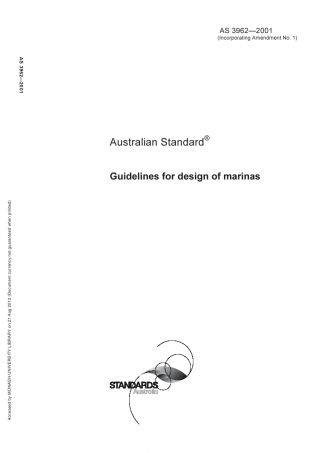 AS 3962—2001
(Incorporating Amendment No. 1)
AS 3962—2001
Australian Standard®
Guidelines for design of marinas
Accessed by MONASH UNIVERSITY LIBRARY on 21 Aug 2013 (Document currency not guaranteed when printed)
STANDARDS
Australia